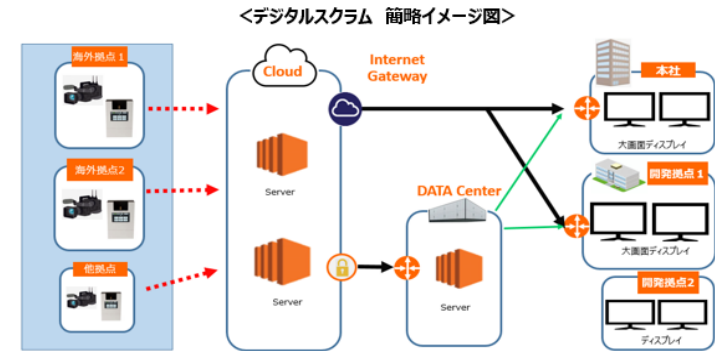 <デジタルスクラム 簡略イメージ図>
海外拠点1
海外拠点2
他拠点
Cloud
Server
Server
Internet
Gateway
DATA Center
Server
本社
大画面ディスプレイ
開発拠点1
大画面ディスプレイ
開発拠点2
ディスプレイ